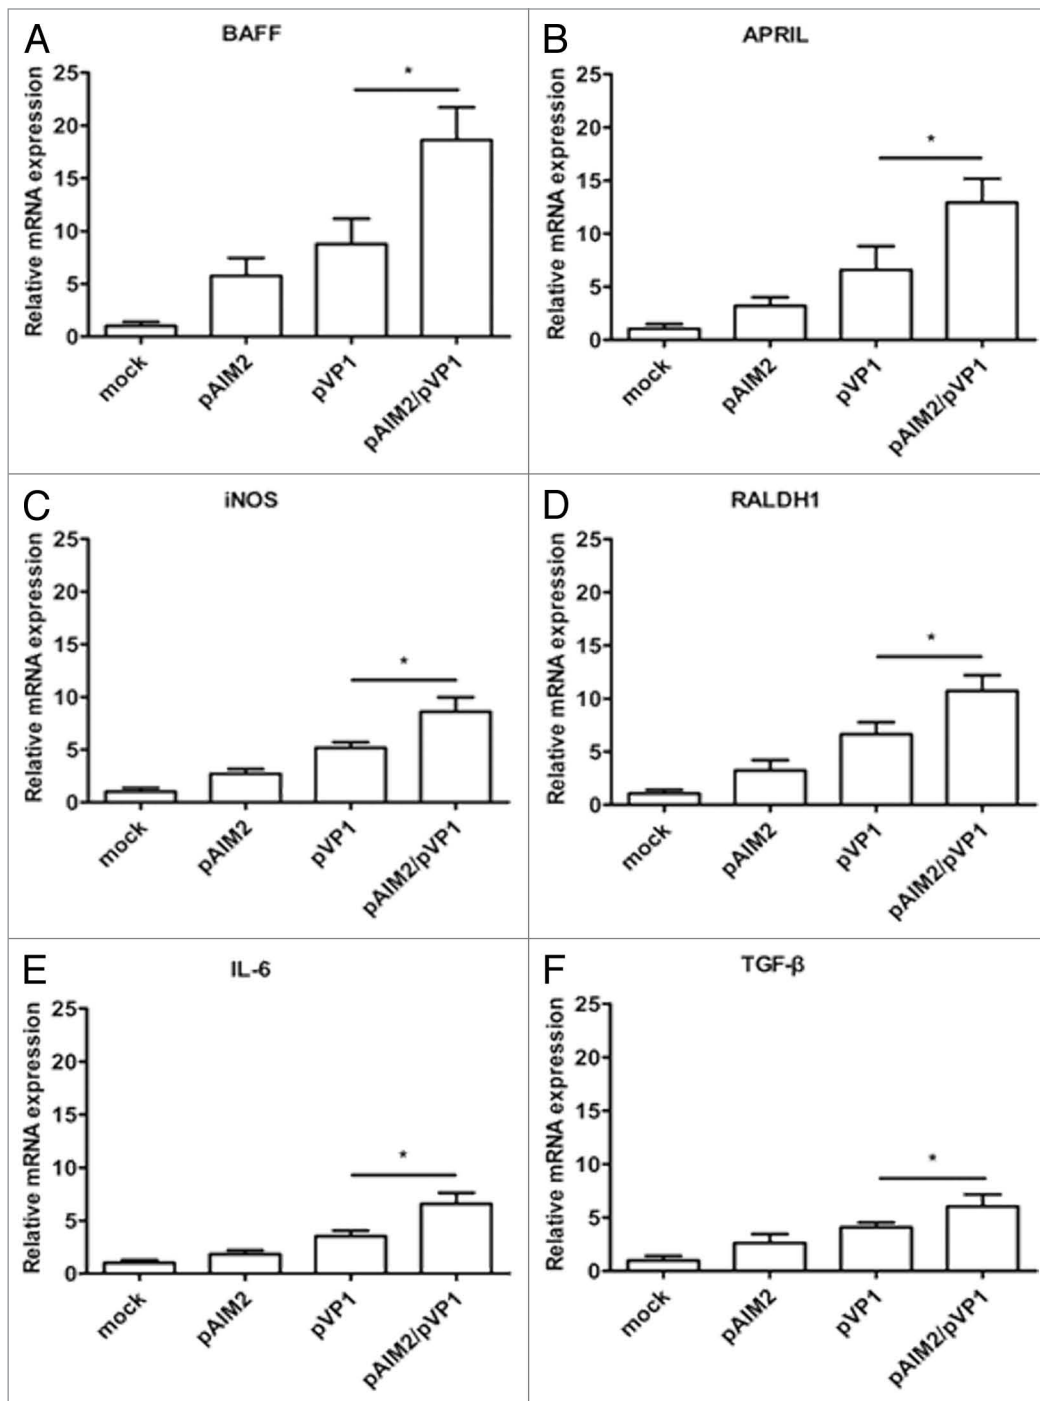 A
BAFF
Relative mRNA expression
25
20
15
10
5
0
*
mock
pAIM2
pVP1
pAIM2/pVP1
B
APRIL
Relative mRNA expression
25
20
15
10
5
0
*
mock
pAIM2
pVP1
pAIM2/pVP1
C
iNOS
Relative mRNA expression
25
20
15
10
5
0
*
mock
pAIM2
pVP1
pAIM2/pVP1
D
RALDH1
Relative mRNA expression
25
20
15
10
5
0
*
mock
pAIM2
pVP1
pAIM2/pVP1
E
IL-6
Relative mRNA expression
25
20
15
10
5
0
*
mock
pAIM2
pVP1
pAIM2/pVP1
F
TGF-β
Relative mRNA expression
25
20
15
10
5
0
*
mock
pAIM2
pVP1
pAIM2/pVP1